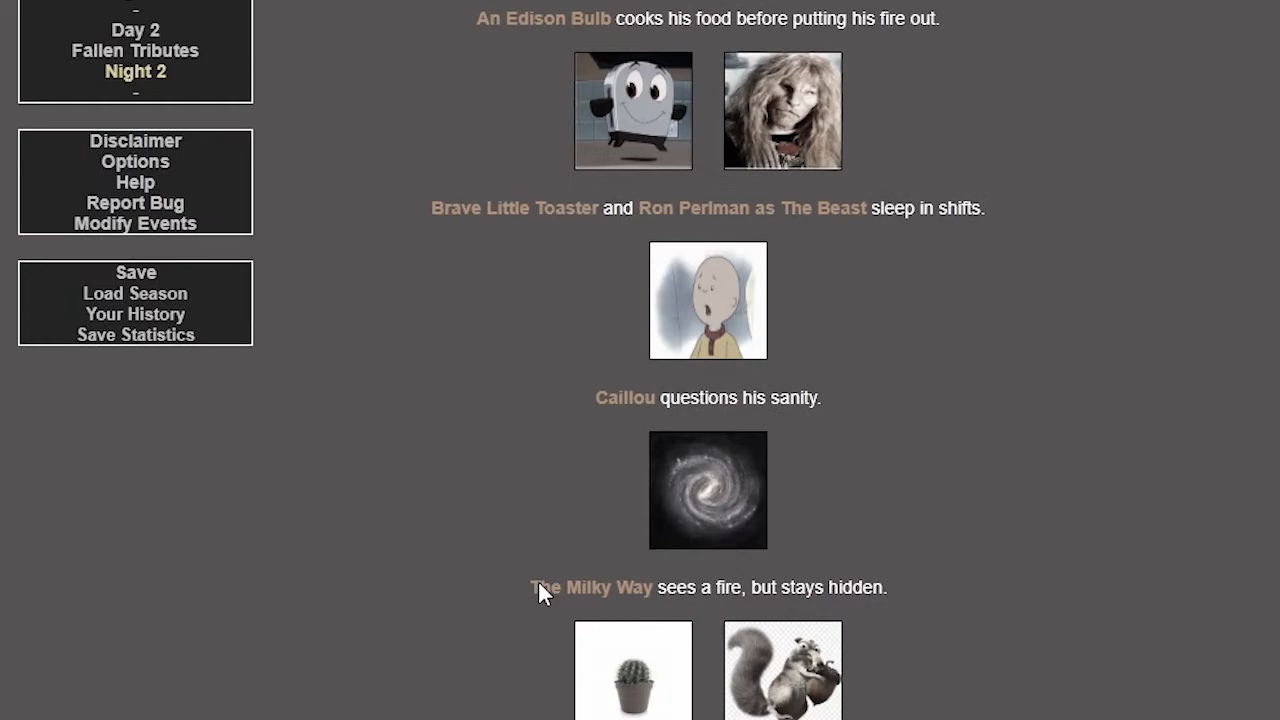 -
Day 2
Fallen Tributes
Night 2
-
Disclaimer
Options
Help
Report Bug
Modify Events
Save
Load Season
Your History
Save Statistics
An Edison Bulb cooks his food before putting his fire out.
Brave Little Toaster and Ron Perlman as The Beast sleep in shifts.
Caillou questions his sanity.
The Milky Way sees a fire, but stays hidden.